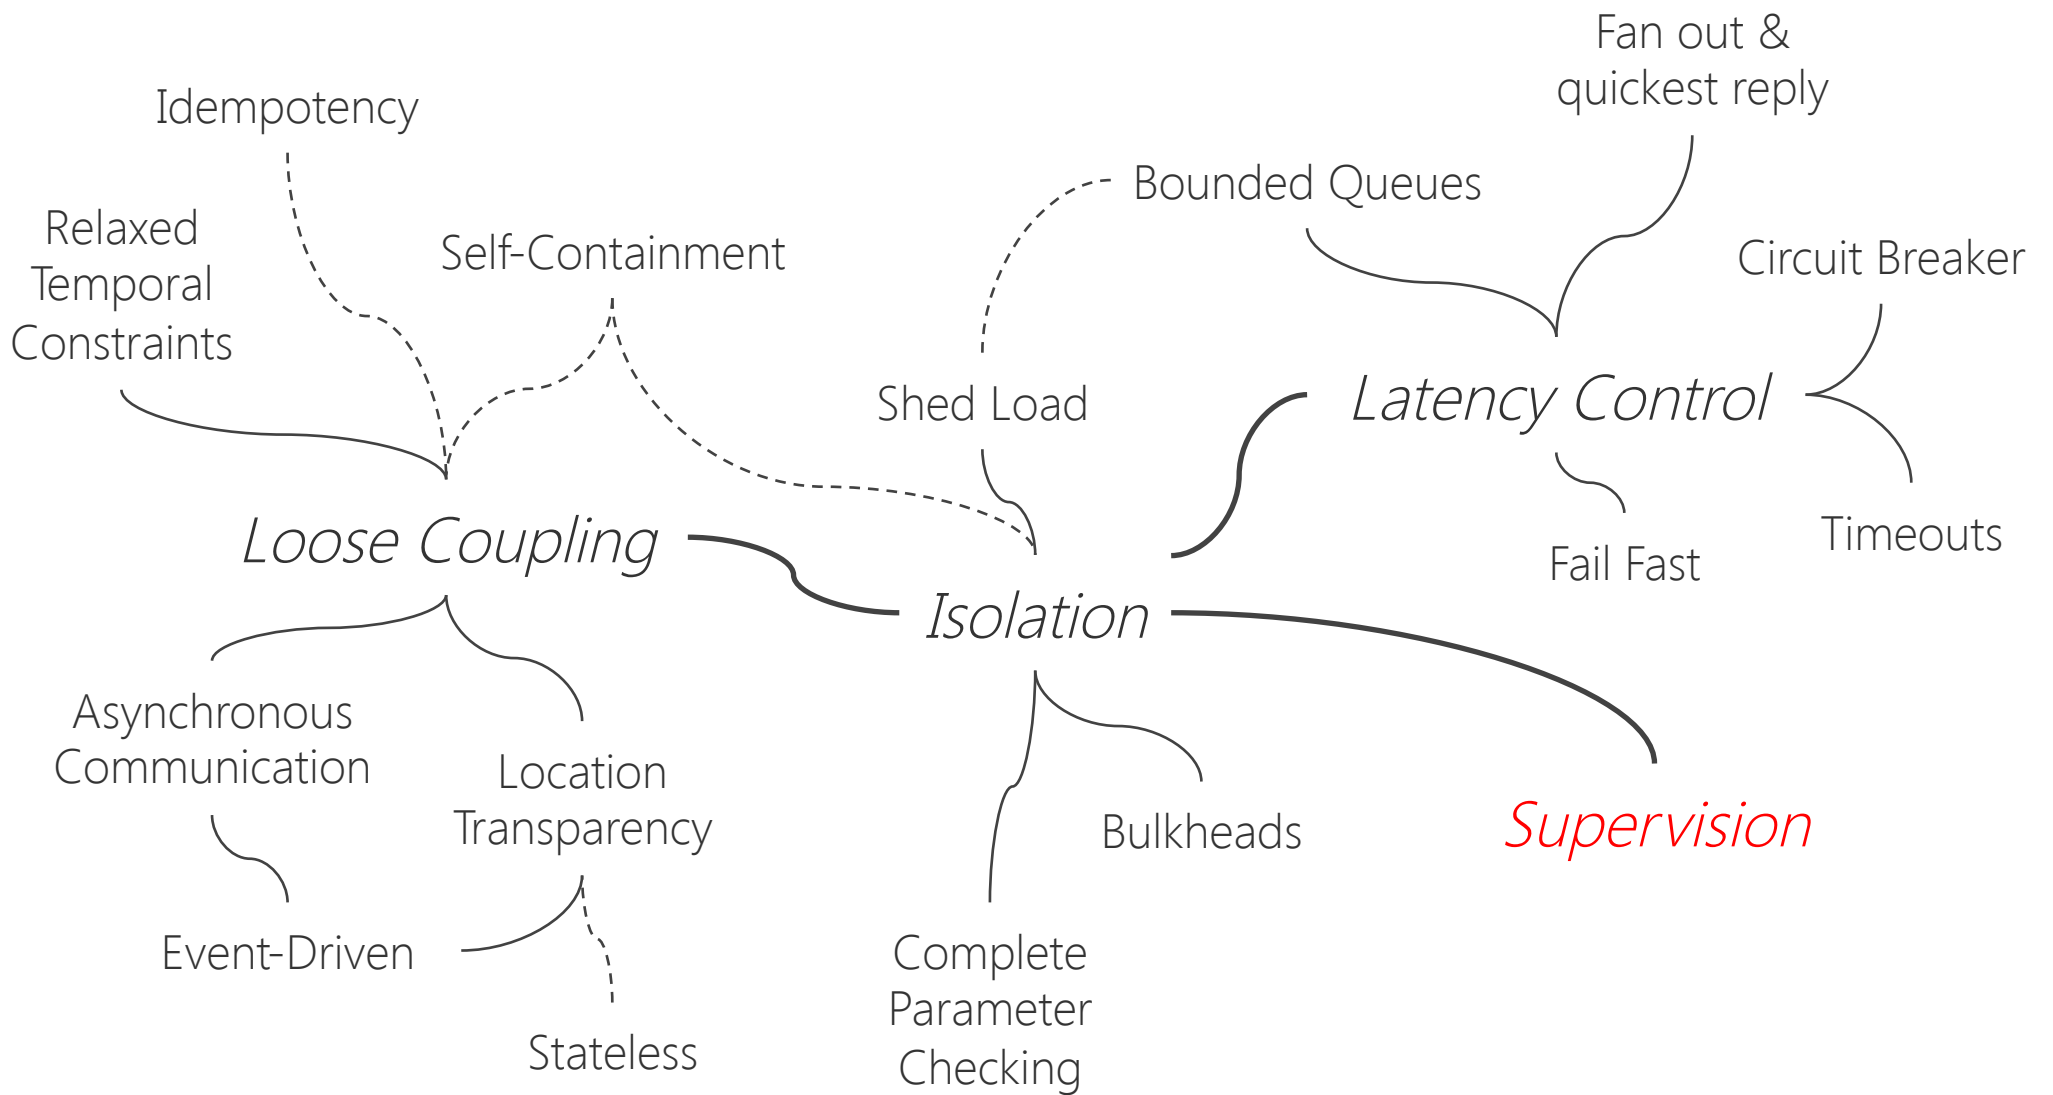 Fan out &
quickest reply
Idempotency
Bounded Queues
Relaxed
Temporal
Constraints
Self-Containment
Circuit Breaker
Shed Load
Latency Control
Loose Coupling
Isolation
Fail Fast
Timeouts
Asynchronous
Communication
Location
Transparency
Bulkheads
Supervision
Event-Driven
Complete
Parameter
Checking
Stateless